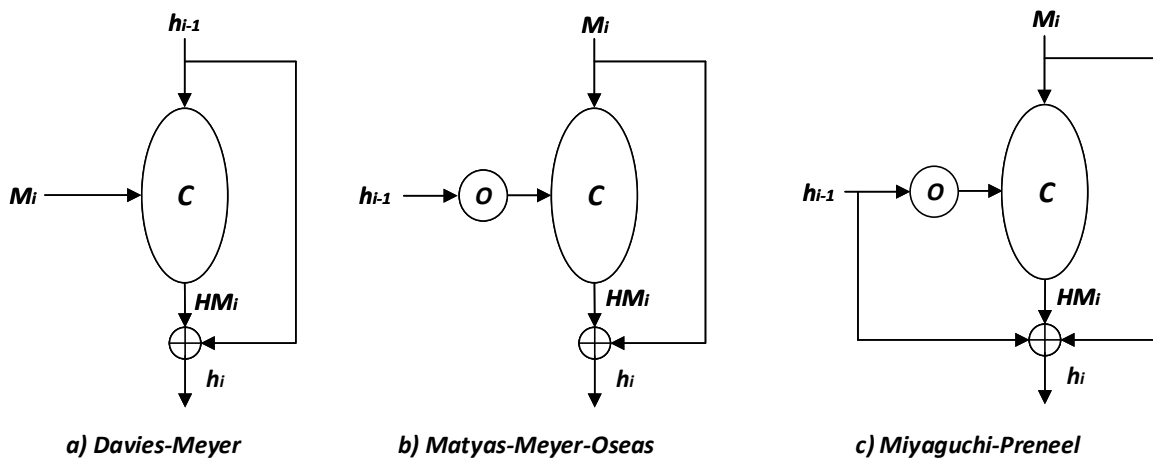 hi-1
Mi
C
HMi
hi
a) Davies-Meyer
Mi
hi-1
O
C
HMi
hi
b) Matyas-Meyer-Oseas
Mi
hi-1
O
C
HMi
hi
c) Miyaguchi-Preneel